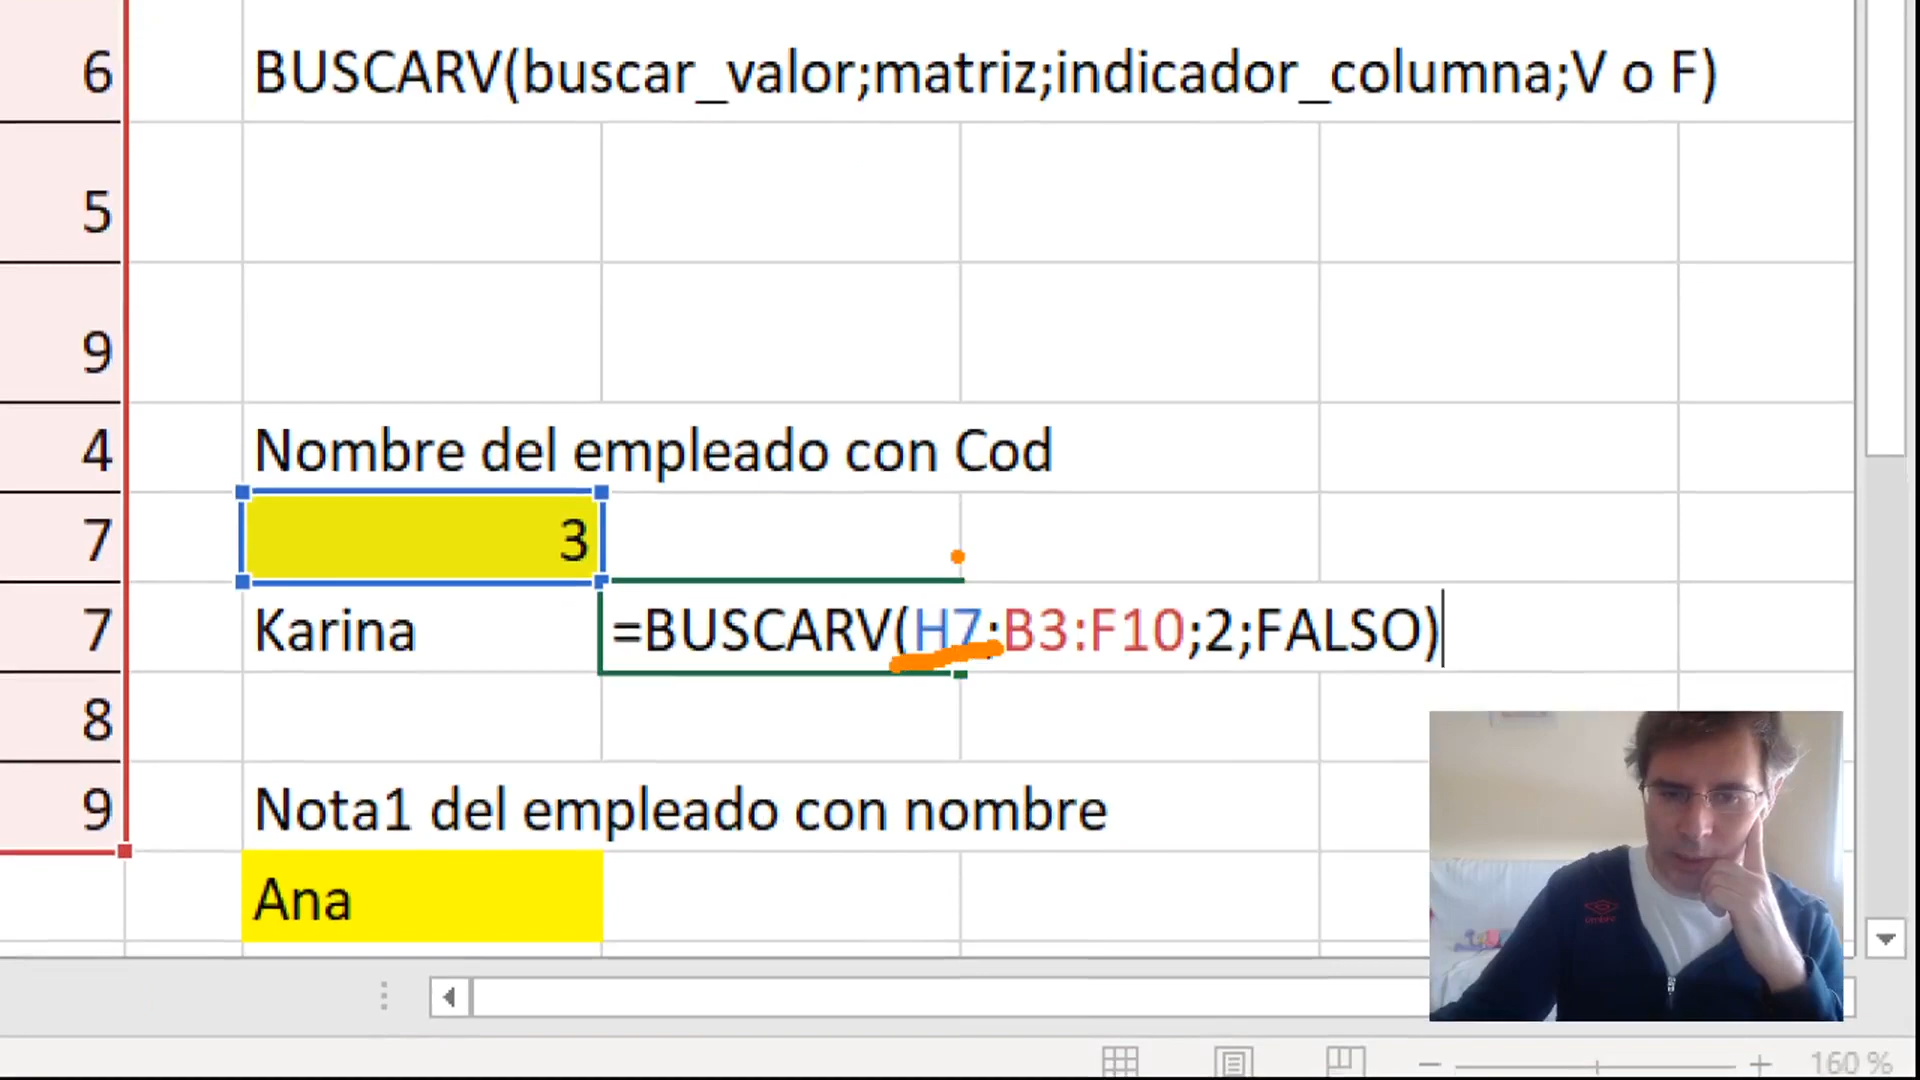 6 BUSCARV(buscar_valor;matriz;indicador_columna;V o F)
5
9
4 Nombre del empleado con Cod
7 3
7 Karina =BUSCARV(H7;B3:F10;2;FALSO)
8
9 Nota1 del empleado con nombre
Ana
160 %